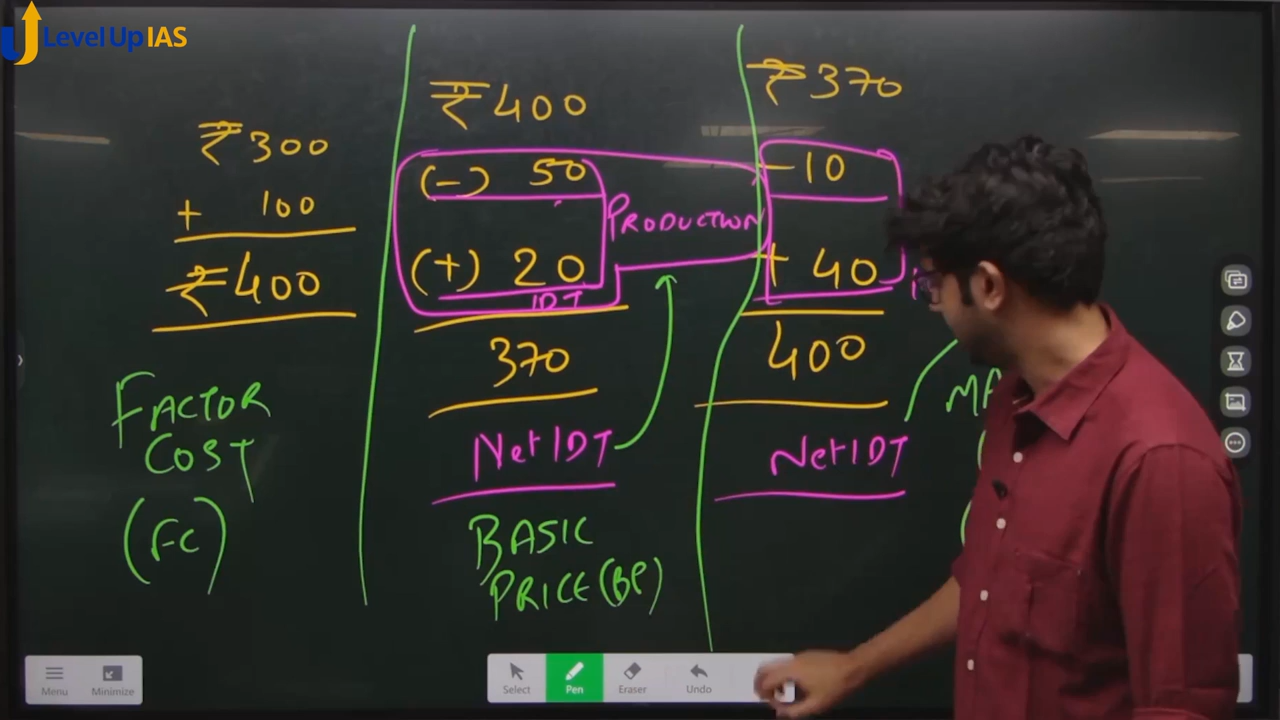 Level Up IAS
₹300
+ 100
₹400
FACTOR
COST
(FC)
₹400
(-) 50
(+) 20
IDT
PRODUCTION
370
Net IDT
BASIC
PRICE (BP)
₹370
- 10
+ 40
400
Net IDT
Menu
Minimize
Select
Pen
Eraser
Undo